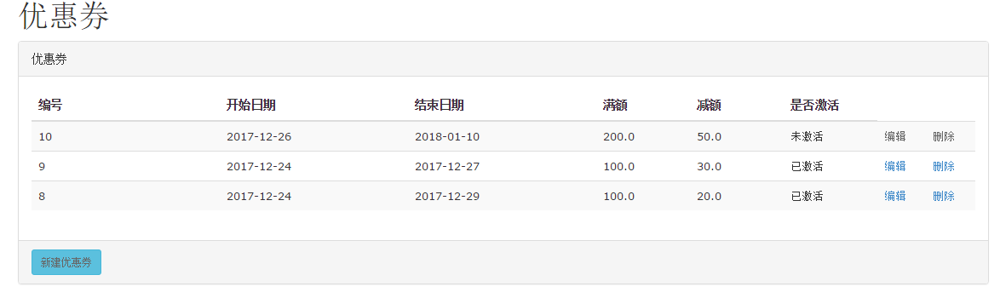 优惠券
优惠券
编号 开始日期 结束日期 满额 减额 是否激活
10 2017-12-26 2018-01-10 200.0 50.0 未激活 编辑 删除
9 2017-12-24 2017-12-27 100.0 30.0 已激活 编辑 删除
8 2017-12-24 2017-12-29 100.0 20.0 已激活 编辑 删除
新建优惠券